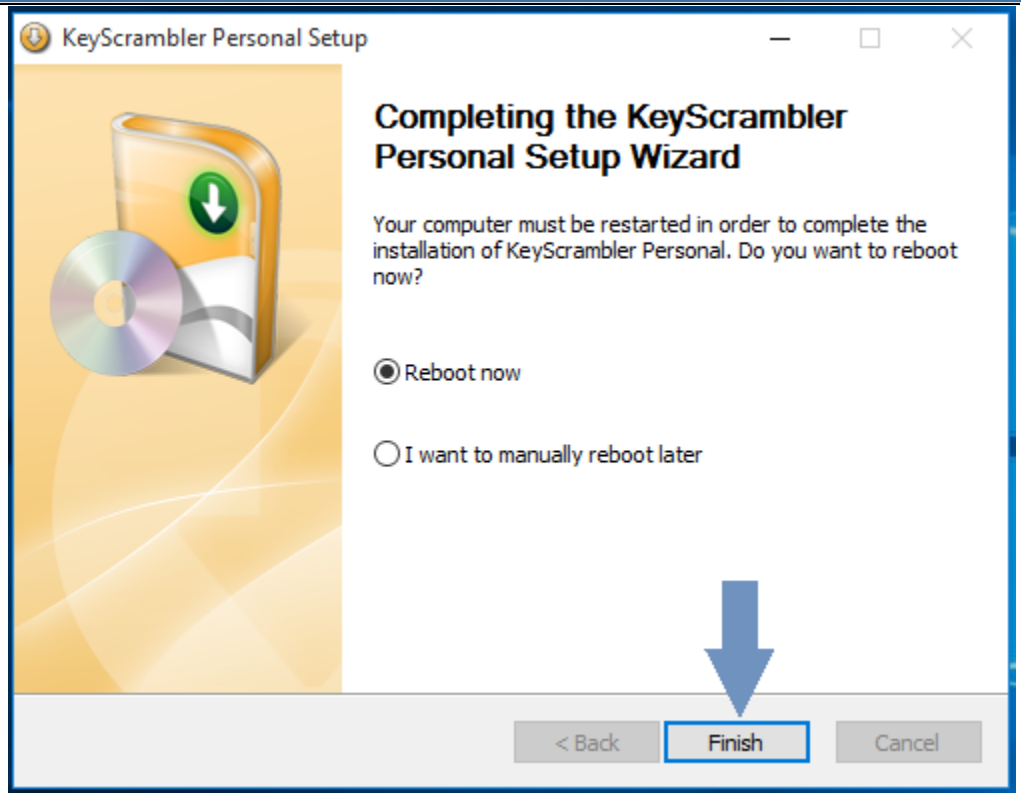 KeyScrambler Personal Setup
Completing the KeyScrambler
Personal Setup Wizard
Your computer must be restarted in order to complete the
installation of KeyScrambler Personal. Do you want to reboot
now?
Reboot now
I want to manually reboot later
< Back Finish Cancel